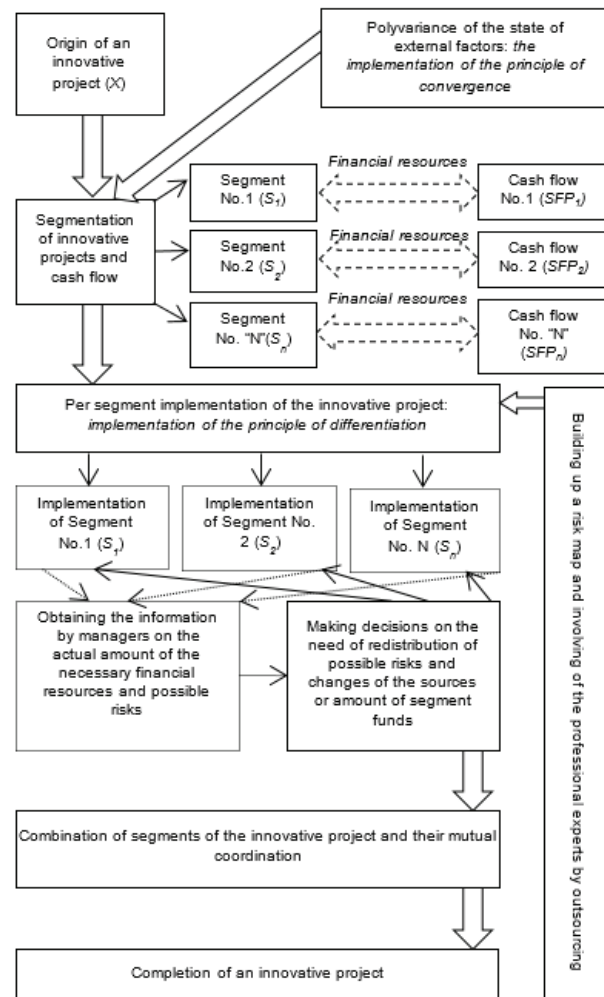 Origin of an
innovative
project (X)
Polyvariance of the state of
external factors: the
implementation of the principle of
convergence
Segmentation
of innovative
projects and
cash flow
Segment
No.1 (S1)
Financial resources
Cash flow
No.1 (SFP1)
Segment
No.2 (S2)
Financial resources
Cash flow
No. 2 (SFP2)
Segment
No. "N"(Sn)
Financial resources
Cash flow
No. "N"
(SFPn)
Per segment implementation of the innovative project:
implementation of the principle of differentiation
Implementation
of Segment
No.1 (S1)
Implementation
of Segment No.
2 (S2)
Implementation
of Segment
No. N (Sn)
Obtaining the information
by managers on the
actual amount of the
necessary financial
resources and possible
risks
Making decisions on the
need of redistribution of
possible risks and
changes of the sources
or amount of segment
funds
Combination of segments of the innovative project and their mutual
coordination
Completion of an innovative project
Building up a risk map and involving of the professional experts by outsourcing